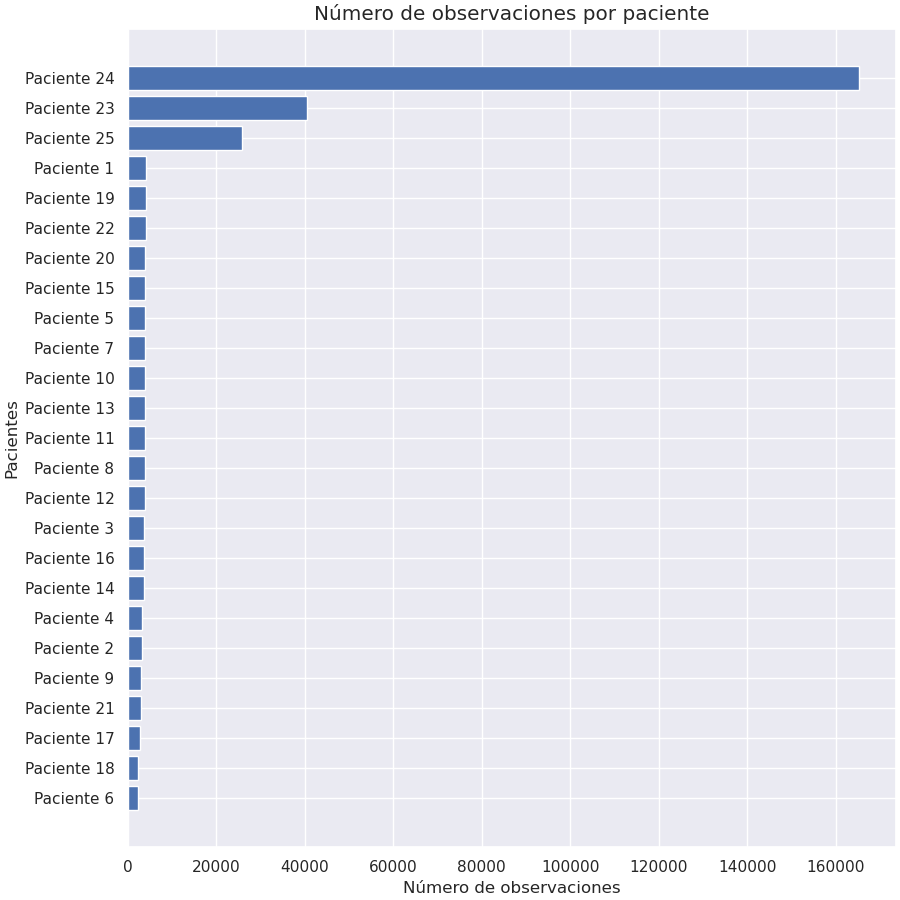 Número de observaciones por paciente
Paciente 24
Paciente 23
Paciente 25
Paciente 1
Paciente 19
Paciente 22
Paciente 20
Paciente 15
Paciente 5
Paciente 7
Paciente 10
Paciente 13
Paciente 11
Paciente 8
Paciente 12
Paciente 3
Paciente 16
Paciente 14
Paciente 4
Paciente 2
Paciente 9
Paciente 21
Paciente 17
Paciente 18
Paciente 6
Pacientes
0 20000 40000 60000 80000 100000 120000 140000 160000
Número de observaciones